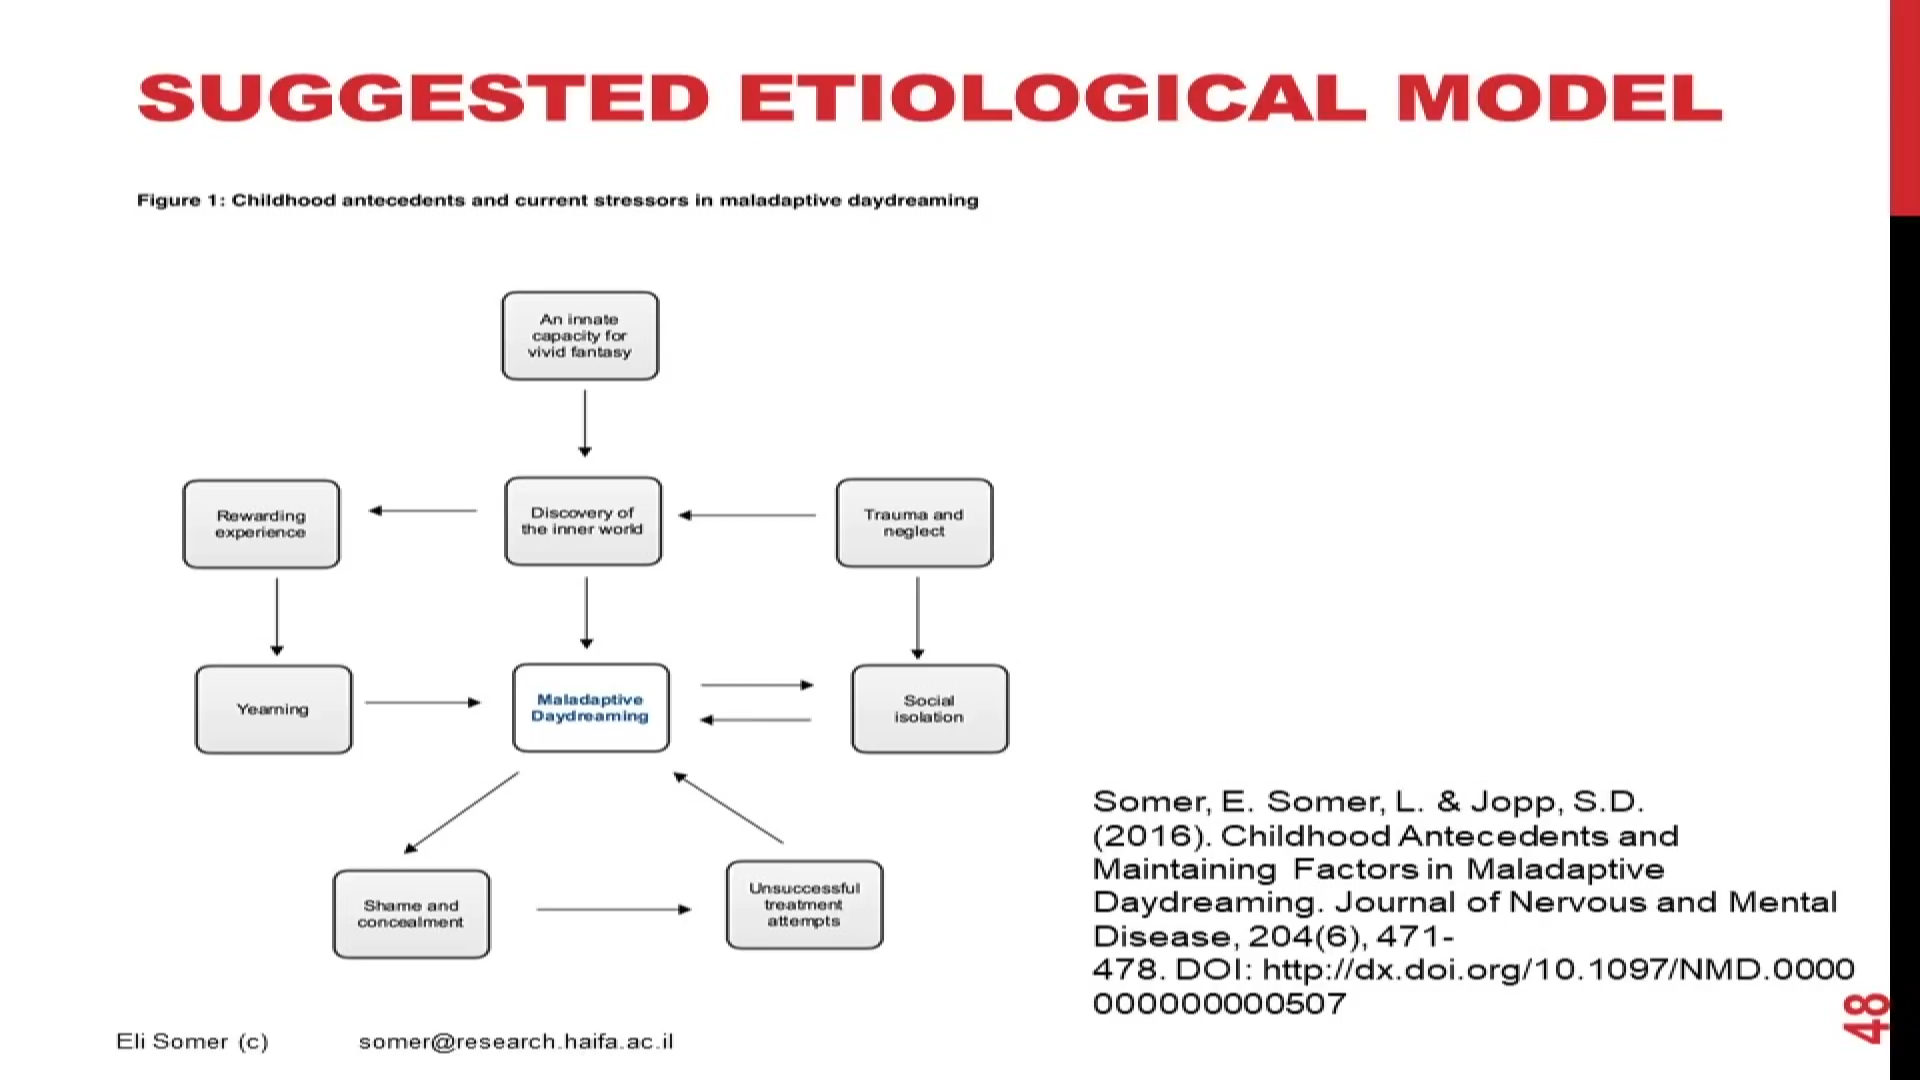 SUGGESTED ETIOLOGICAL MODEL
Figure 1: Childhood antecedents and current stressors in maladaptive daydreaming
An innate
capacity for
vivid fantasy
Rewarding
experience
Discovery of
the inner world
Trauma and
neglect
Yearning
Maladaptive
Daydreaming
Social
isolation
Shame and
concealment
Unsuccessful
treatment
attempts
Somer, E. Somer, L. & Jopp, S.D.
(2016). Childhood Antecedents and
Maintaining Factors in Maladaptive
Daydreaming. Journal of Nervous and Mental
Disease, 204(6), 471-
478. DOI: http://dx.doi.org/10.1097/NMD.0000
000000000507
Eli Somer (c) somer@research.haifa.ac.il
48